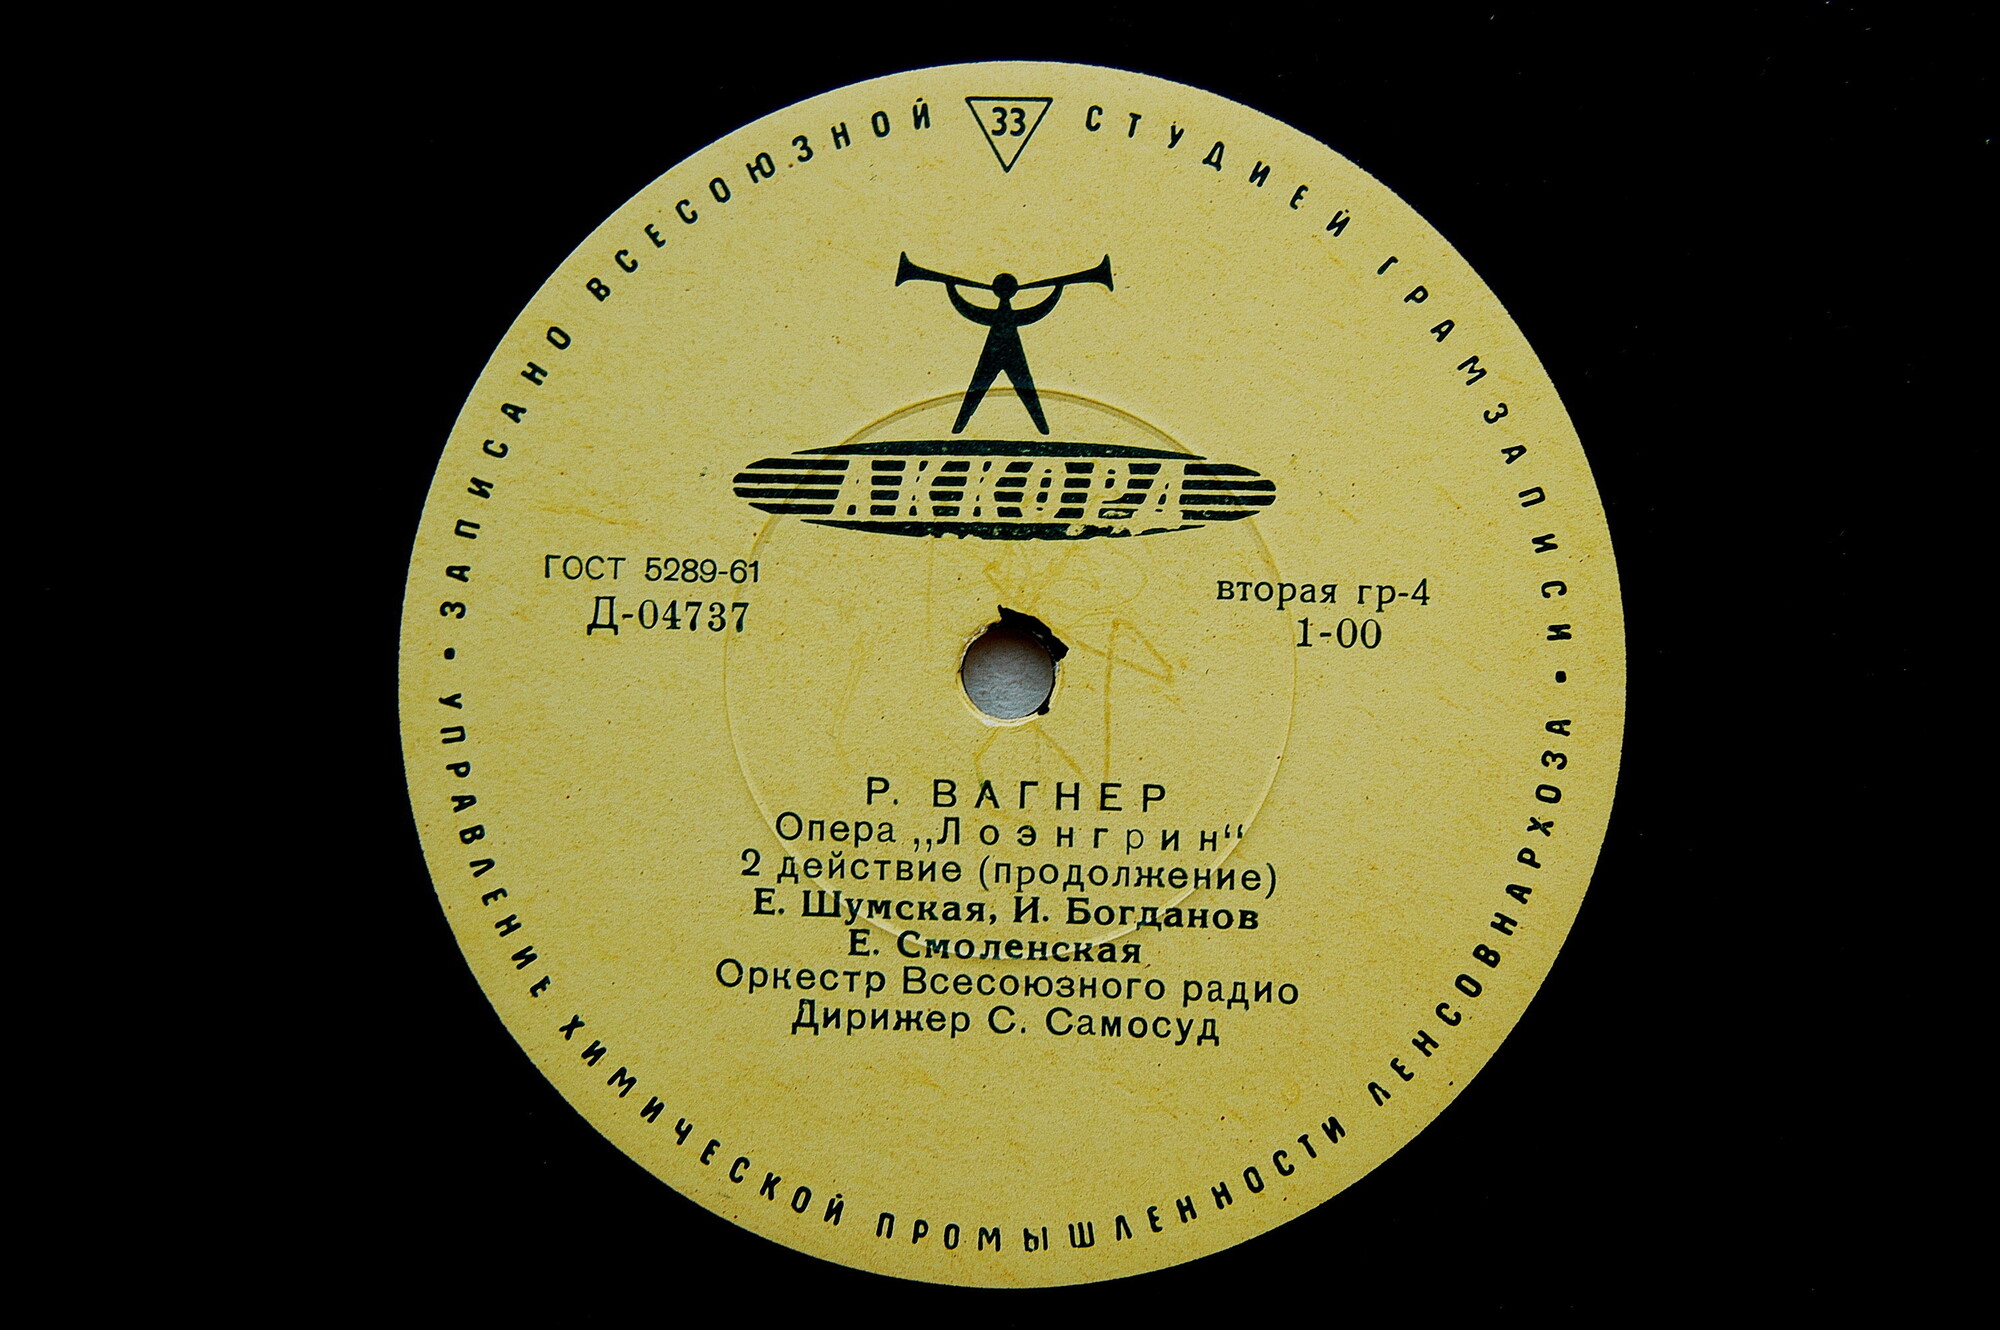 ЗАПИСАНО ВСЕСОЮЗНОЙ СТУДИЕЙ ГРАМЗАПИСИ •
33
АККОРД
ГОСТ 5289-61
Д-04737
вторая гр-4
1-00
Р. ВАГНЕР
Опера „Лоэнгрин“
2 действие (продолжение)
Е. Шумская, И. Богданов
Е. Смоленская
Оркестр Всесоюзного радио
Дирижер С. Самосуд
УПРАВЛЕНИЕ ХИМИЧЕСКОЙ ПРОМЫШЛЕННОСТИ ЛЕНСОВНАРХОЗА •